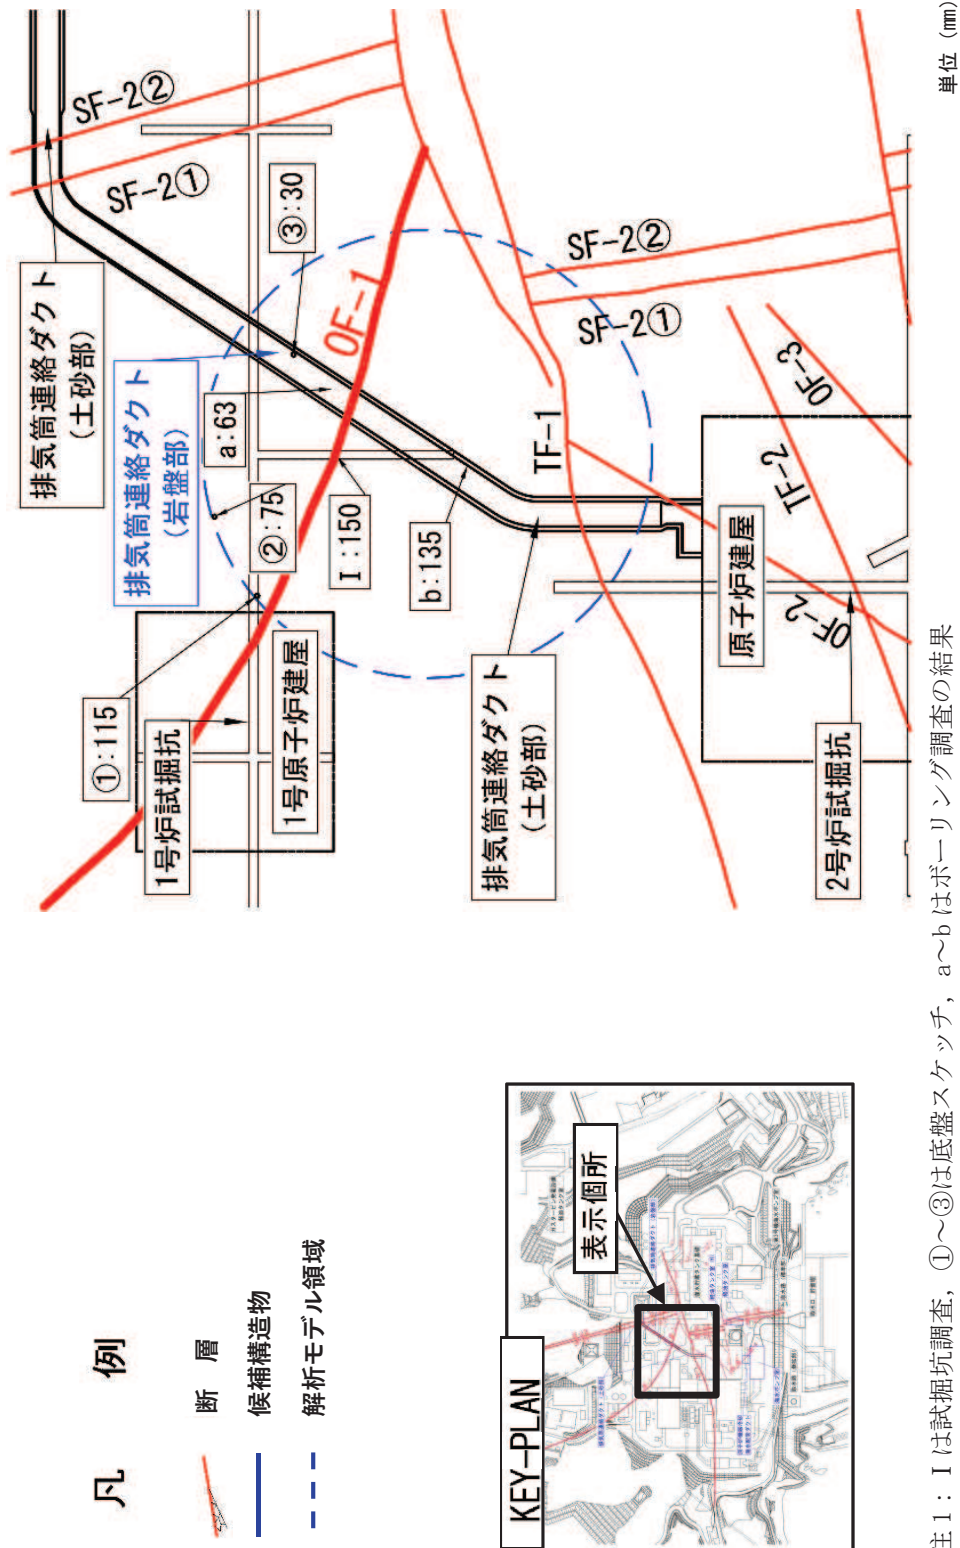 単位（㎜）
SF-2②
SF-2①
③:30
OF-1
排気筒連絡ダクト
（土砂部）
排気筒連絡ダクト
（岩盤部）
a:63
②:75
I:150
b:135
①:115
1号炉試掘抗
1号原子炉建屋
SF-2②
SF-2①
TF-1
TF-2
OF-3
OF-2
原子炉建屋
排気筒連絡ダクト
（土砂部）
2号炉試掘抗
凡例
断層
候補構造物
解析モデル領域
KEY-PLAN
表示個所
主1：Ⅰは試掘坑調査，①～③は底盤スケッチ，a～bはボーリング調査の結果